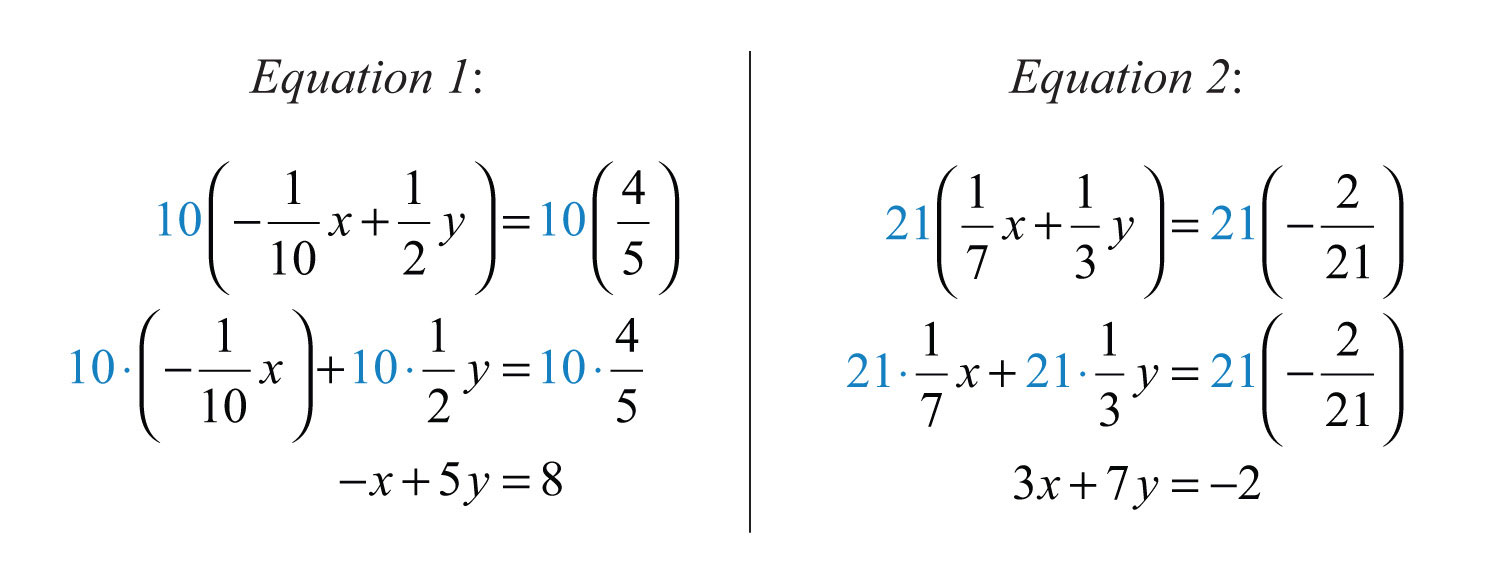 Equation 1:
10(−1/10 x + 1/2 y) = 10(4/5)
10·(−1/10 x) + 10·1/2 y = 10·4/5
−x + 5y = 8
Equation 2:
21(1/7 x + 1/3 y) = 21(−2/21)
21·1/7 x + 21·1/3 y = 21(−2/21)
3x + 7y = −2